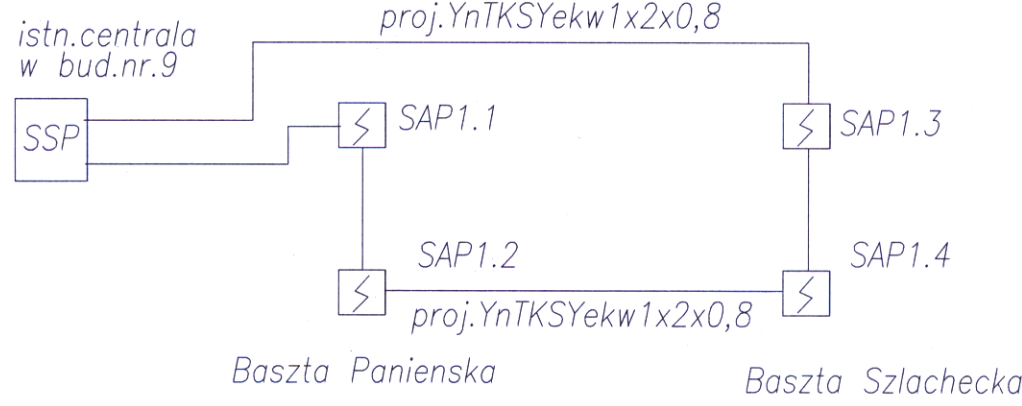 proj.YnTKSYekw1x2x0,8
istn.centrala
w bud.nr.9
SSP
SAP1.1
SAP1.3
SAP1.2
SAP1.4
proj.YnTKSYekw1x2x0,8
Baszta Panienska
Baszta Szlachecka